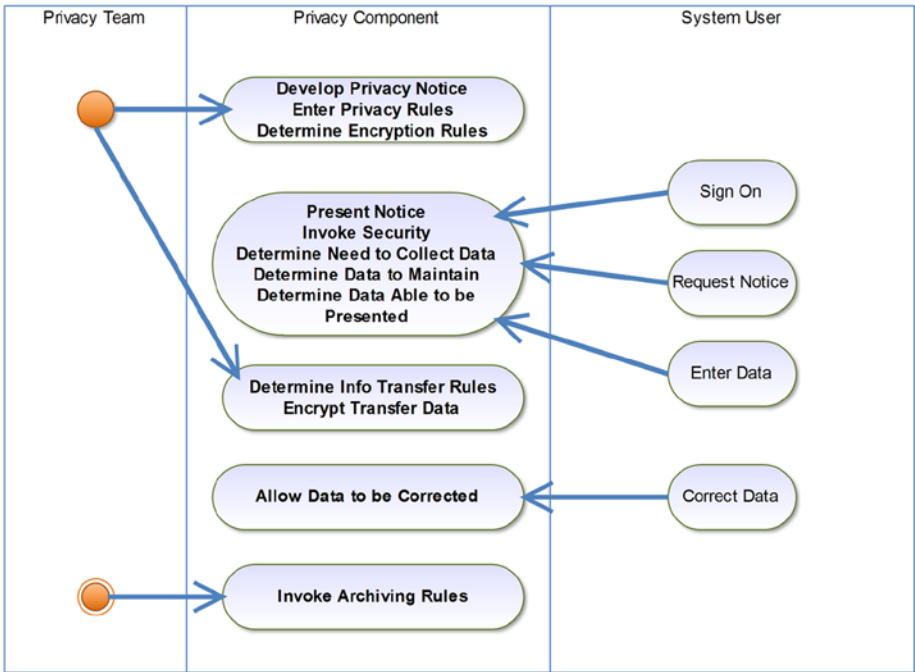 Privacy Team
Privacy Component
System User
Develop Privacy Notice
Enter Privacy Rules
Determine Encryption Rules
Sign On
Present Notice
Invoke Security
Determine Need to Collect Data
Determine Data to Maintain
Determine Data Able to be
Presented
Request Notice
Enter Data
Determine Info Transfer Rules
Encrypt Transfer Data
Allow Data to be Corrected
Correct Data
Invoke Archiving Rules